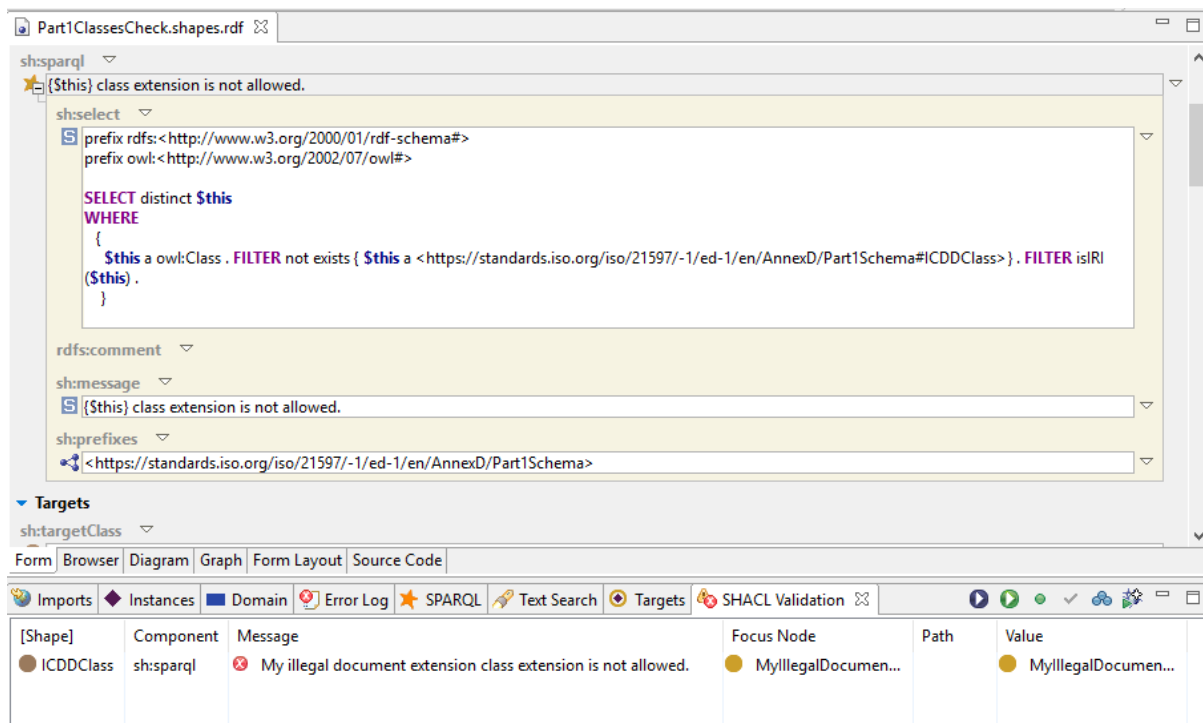 Part1ClassesCheck.shapes.rdf
sh:sparql
{$this} class extension is not allowed.
sh:select
S prefix rdfs:<http://www.w3.org/2000/01/rdf-schema#>
prefix owl:<http://www.w3.org/2002/07/owl#>
SELECT distinct $this
WHERE
{
$this a owl:Class . FILTER not exists { $this a <https://standards.iso.org/iso/21597/-1/ed-1/en/AnnexD/Part1Schema#ICDDClass> } . FILTER isIRI
($this) .
}
rdfs:comment
sh:message
S {$this} class extension is not allowed.
sh:prefixes
<https://standards.iso.org/iso/21597/-1/ed-1/en/AnnexD/Part1Schema>
Targets
sh:targetClass
Form Browser Diagram Graph Form Layout Source Code
Imports Instances Domain Error Log SPARQL Text Search Targets SHACL Validation
[Shape] Component Message Focus Node Path Value
ICDDClass sh:sparql My illegal document extension class extension is not allowed. MyIllegalDocumen... MyIllegalDocumen...